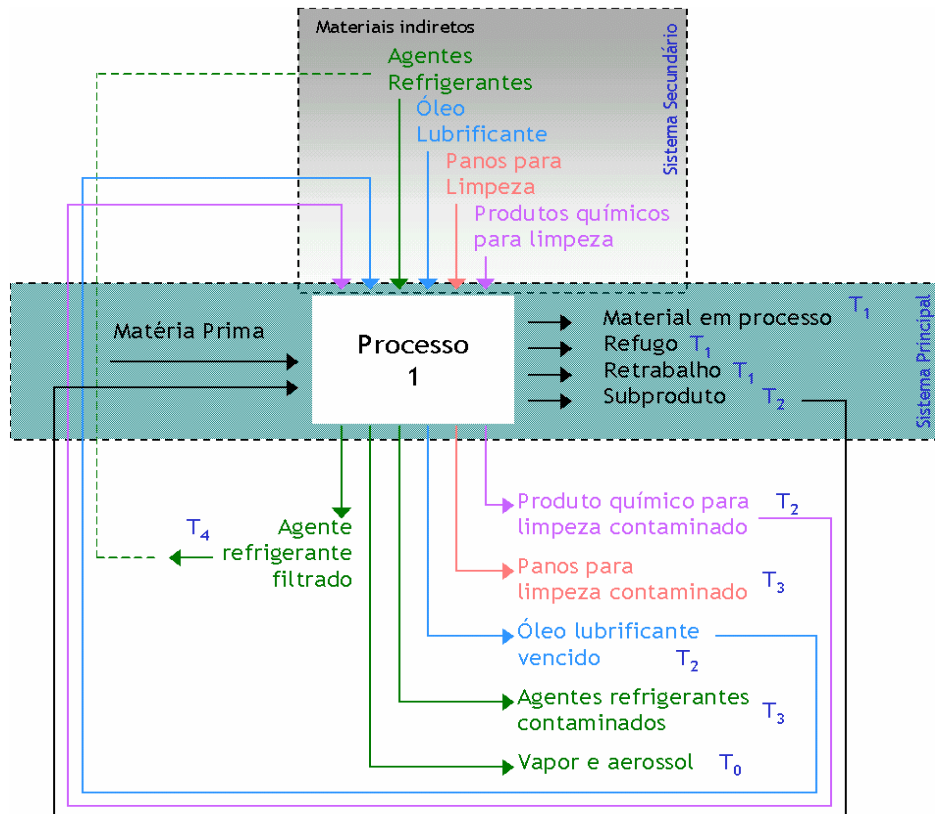 Materiais indiretos
Agentes
Refrigerantes
Óleo
Lubrificante
Panos para
Limpeza
Produtos químicos
para limpeza
Sistema Secundário
Matéria Prima
Processo
1
Material em processo T1
Refugo T1
Retrabalho T1
Subproduto T2
Sistema Principal
T4
Agente
refrigerante
filtrado
Produto químico para T2
limpeza contaminado
Panos para
limpeza contaminado T3
Óleo lubrificante
vencido T2
Agentes refrigerantes
contaminados T3
Vapor e aerossol T0